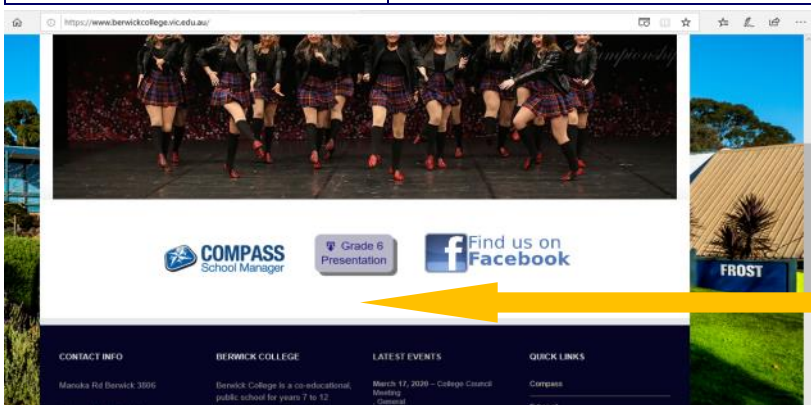 https://www.berwickcollege.vic.edu.au/
Championship
COMPASS
School Manager
Grade 6
Presentation
Find us on
Facebook
FROST
CONTACT INFO
BERWICK COLLEGE
LATEST EVENTS
QUICK LINKS
Manuka Rd Berwick 3806
Berwick College is a co-educational,
public school for years 7 to 12
March 17, 2020 – College Council
Meeting
, General
Compass